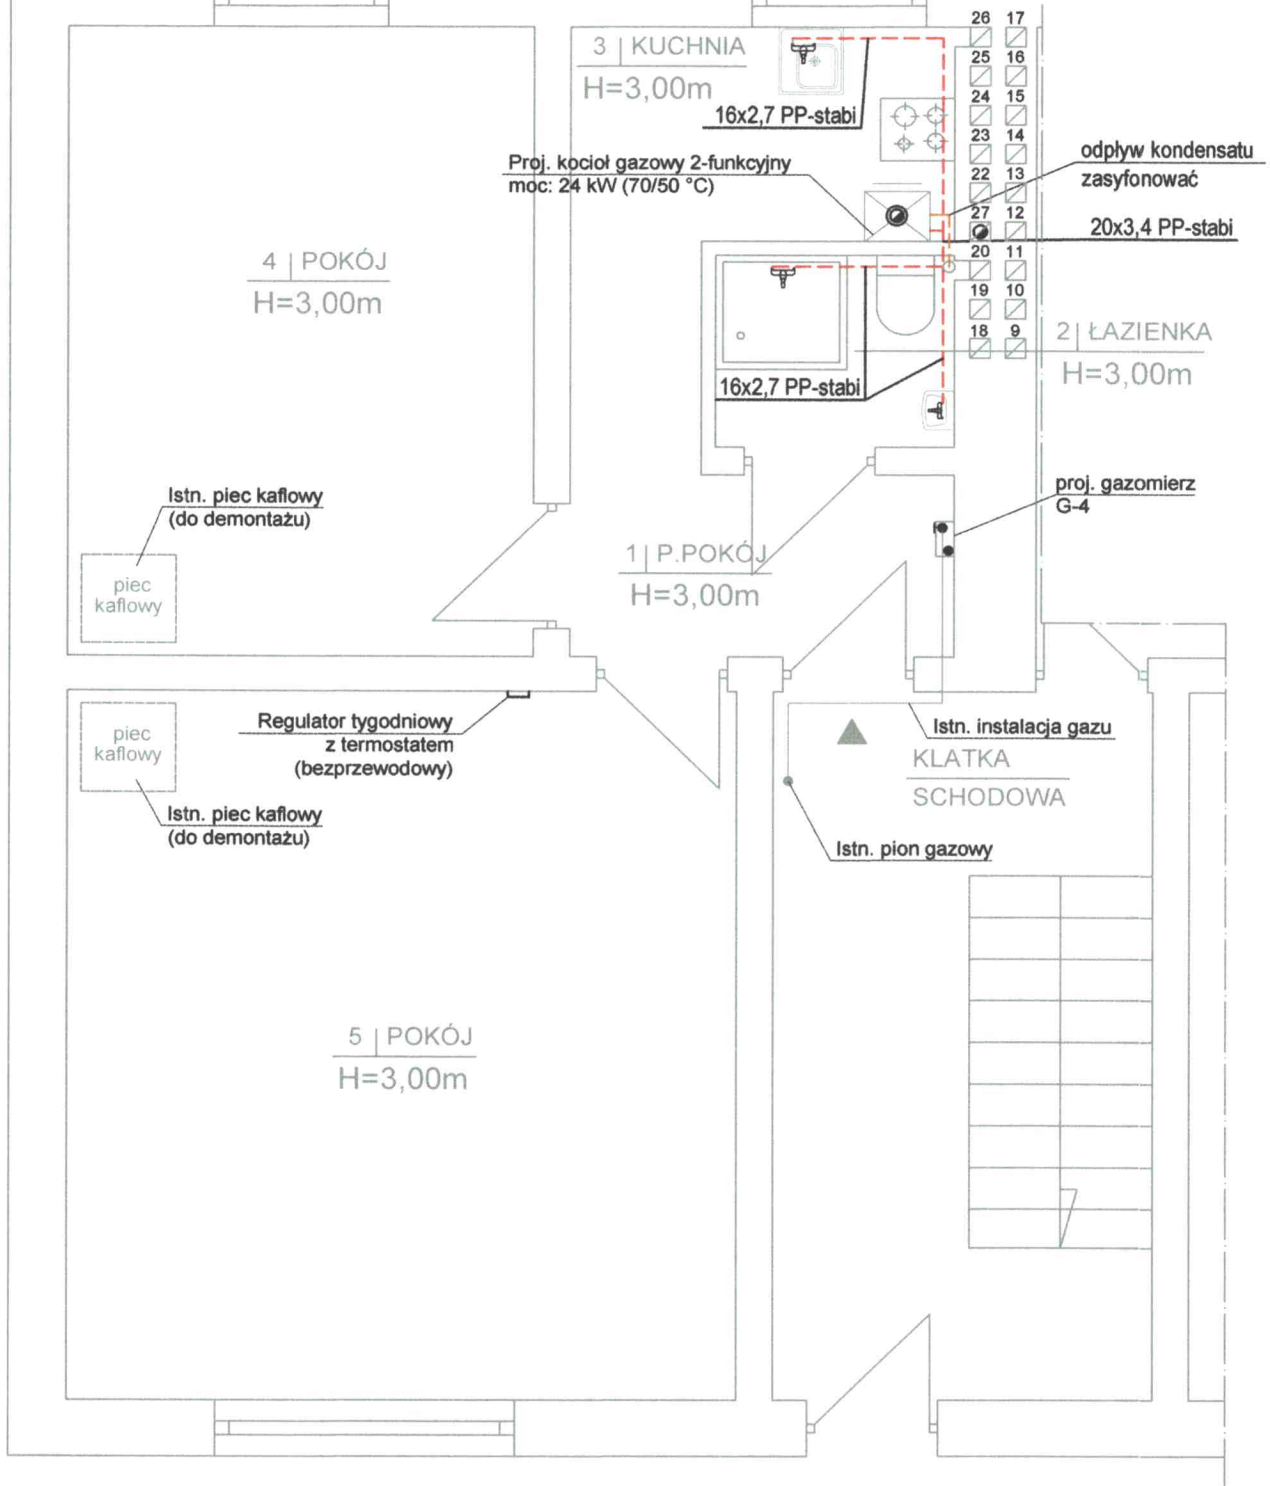 26 17
3 | KUCHNIA
H=3,00m
25 16
24 15
16x2,7 PP-stabi
23 14
odpływ kondensatu
zasyfonować
Proj. kocioł gazowy 2-funkcyjny
moc: 24 kW (70/50 °C)
22 13
27 12
20x3,4 PP-stabi
4 | POKÓJ
H=3,00m
20 11
19 10
18 9
2 | ŁAZIENKA
H=3,00m
16x2,7 PP-stabi
Istn. piec kaflowy
(do demontażu)
proj. gazomierz
G-4
1 | P.POKÓJ
H=3,00m
piec
kaflowy
Regulator tygodniowy
z termostatem
(bezprzewodowy)
piec
kaflowy
Istn. instalacja gazu
KLATKA
SCHODOWA
Istn. piec kaflowy
(do demontażu)
Istn. pion gazowy
5 | POKÓJ
H=3,00m